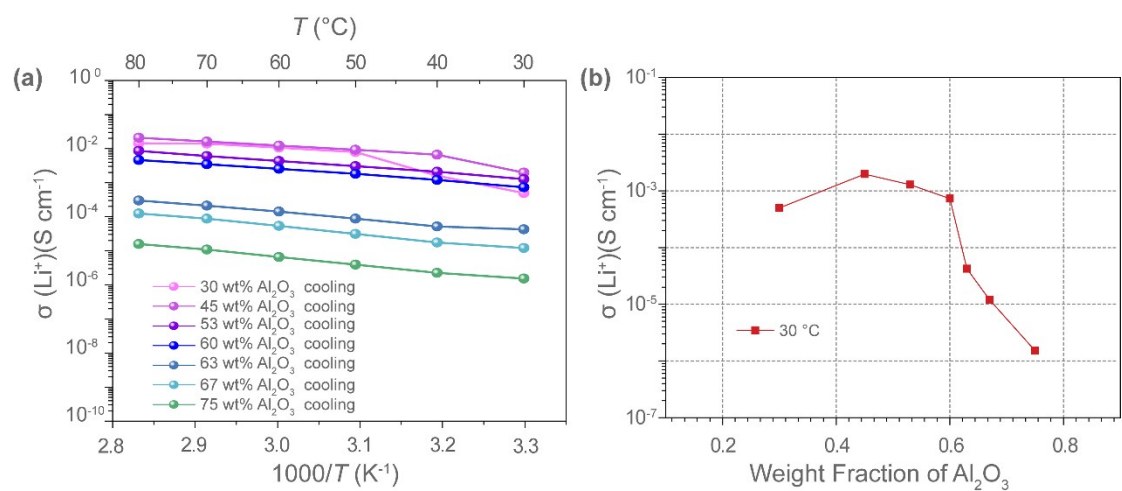 (a)
T (°C)
80 70 60 50 40 30
10⁰
10⁻²
10⁻⁴
10⁻⁶
10⁻⁸
10⁻¹⁰
σ (Li⁺)(S cm⁻¹)
30 wt% Al₂O₃ cooling
45 wt% Al₂O₃ cooling
53 wt% Al₂O₃ cooling
60 wt% Al₂O₃ cooling
63 wt% Al₂O₃ cooling
67 wt% Al₂O₃ cooling
75 wt% Al₂O₃ cooling
2.8 2.9 3.0 3.1 3.2 3.3
1000/T (K⁻¹)
(b)
10⁻¹
10⁻³
10⁻⁵
10⁻⁷
σ (Li⁺)(S cm⁻¹)
30 °C
0.2 0.4 0.6 0.8
Weight Fraction of Al₂O₃